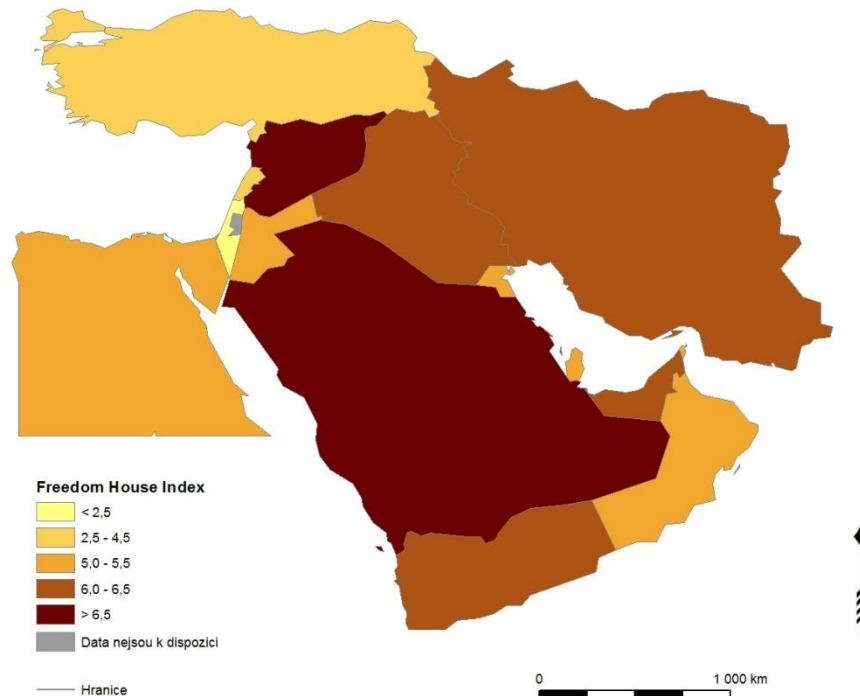 Freedom House Index
< 2,5
2,5 - 4,5
5,0 - 5,5
6,0 - 6,5
> 6,5
Data nejsou k dispozici
Hranice
0 1 000 km